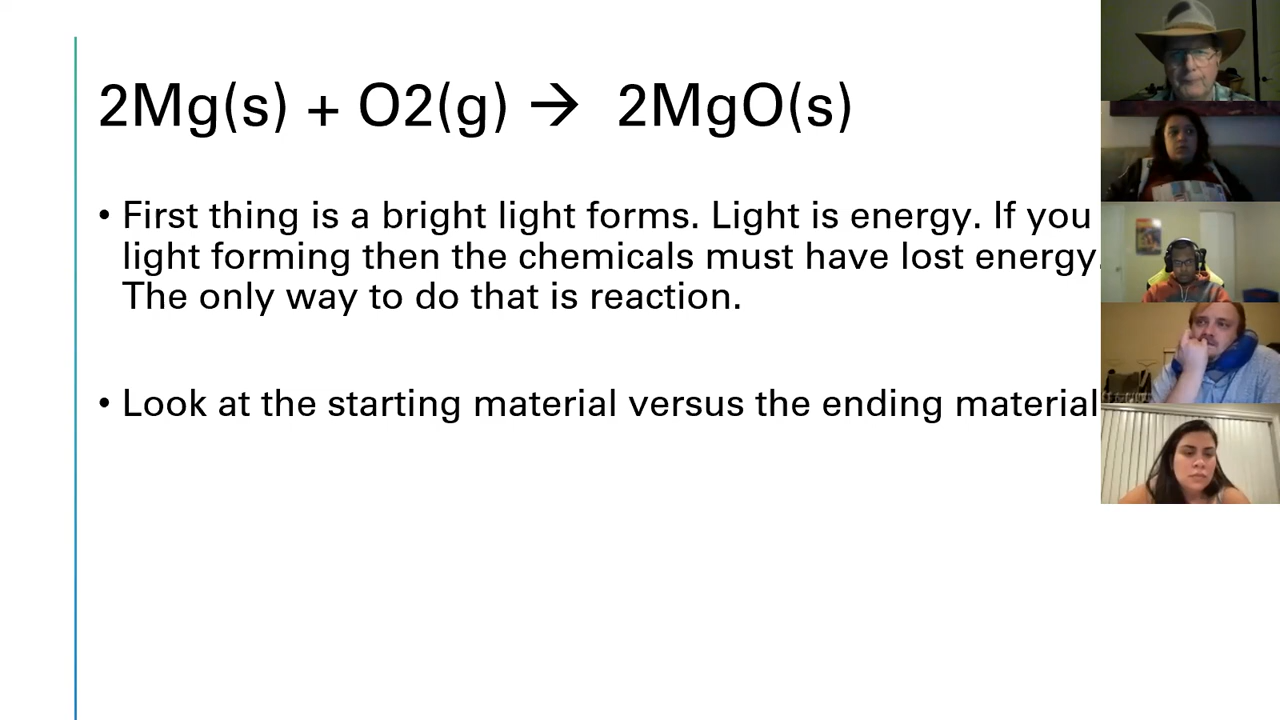 2Mg(s) + O2(g) → 2MgO(s)
• First thing is a bright light forms. Light is energy. If you
light forming then the chemicals must have lost energy.
The only way to do that is reaction.
• Look at the starting material versus the ending material